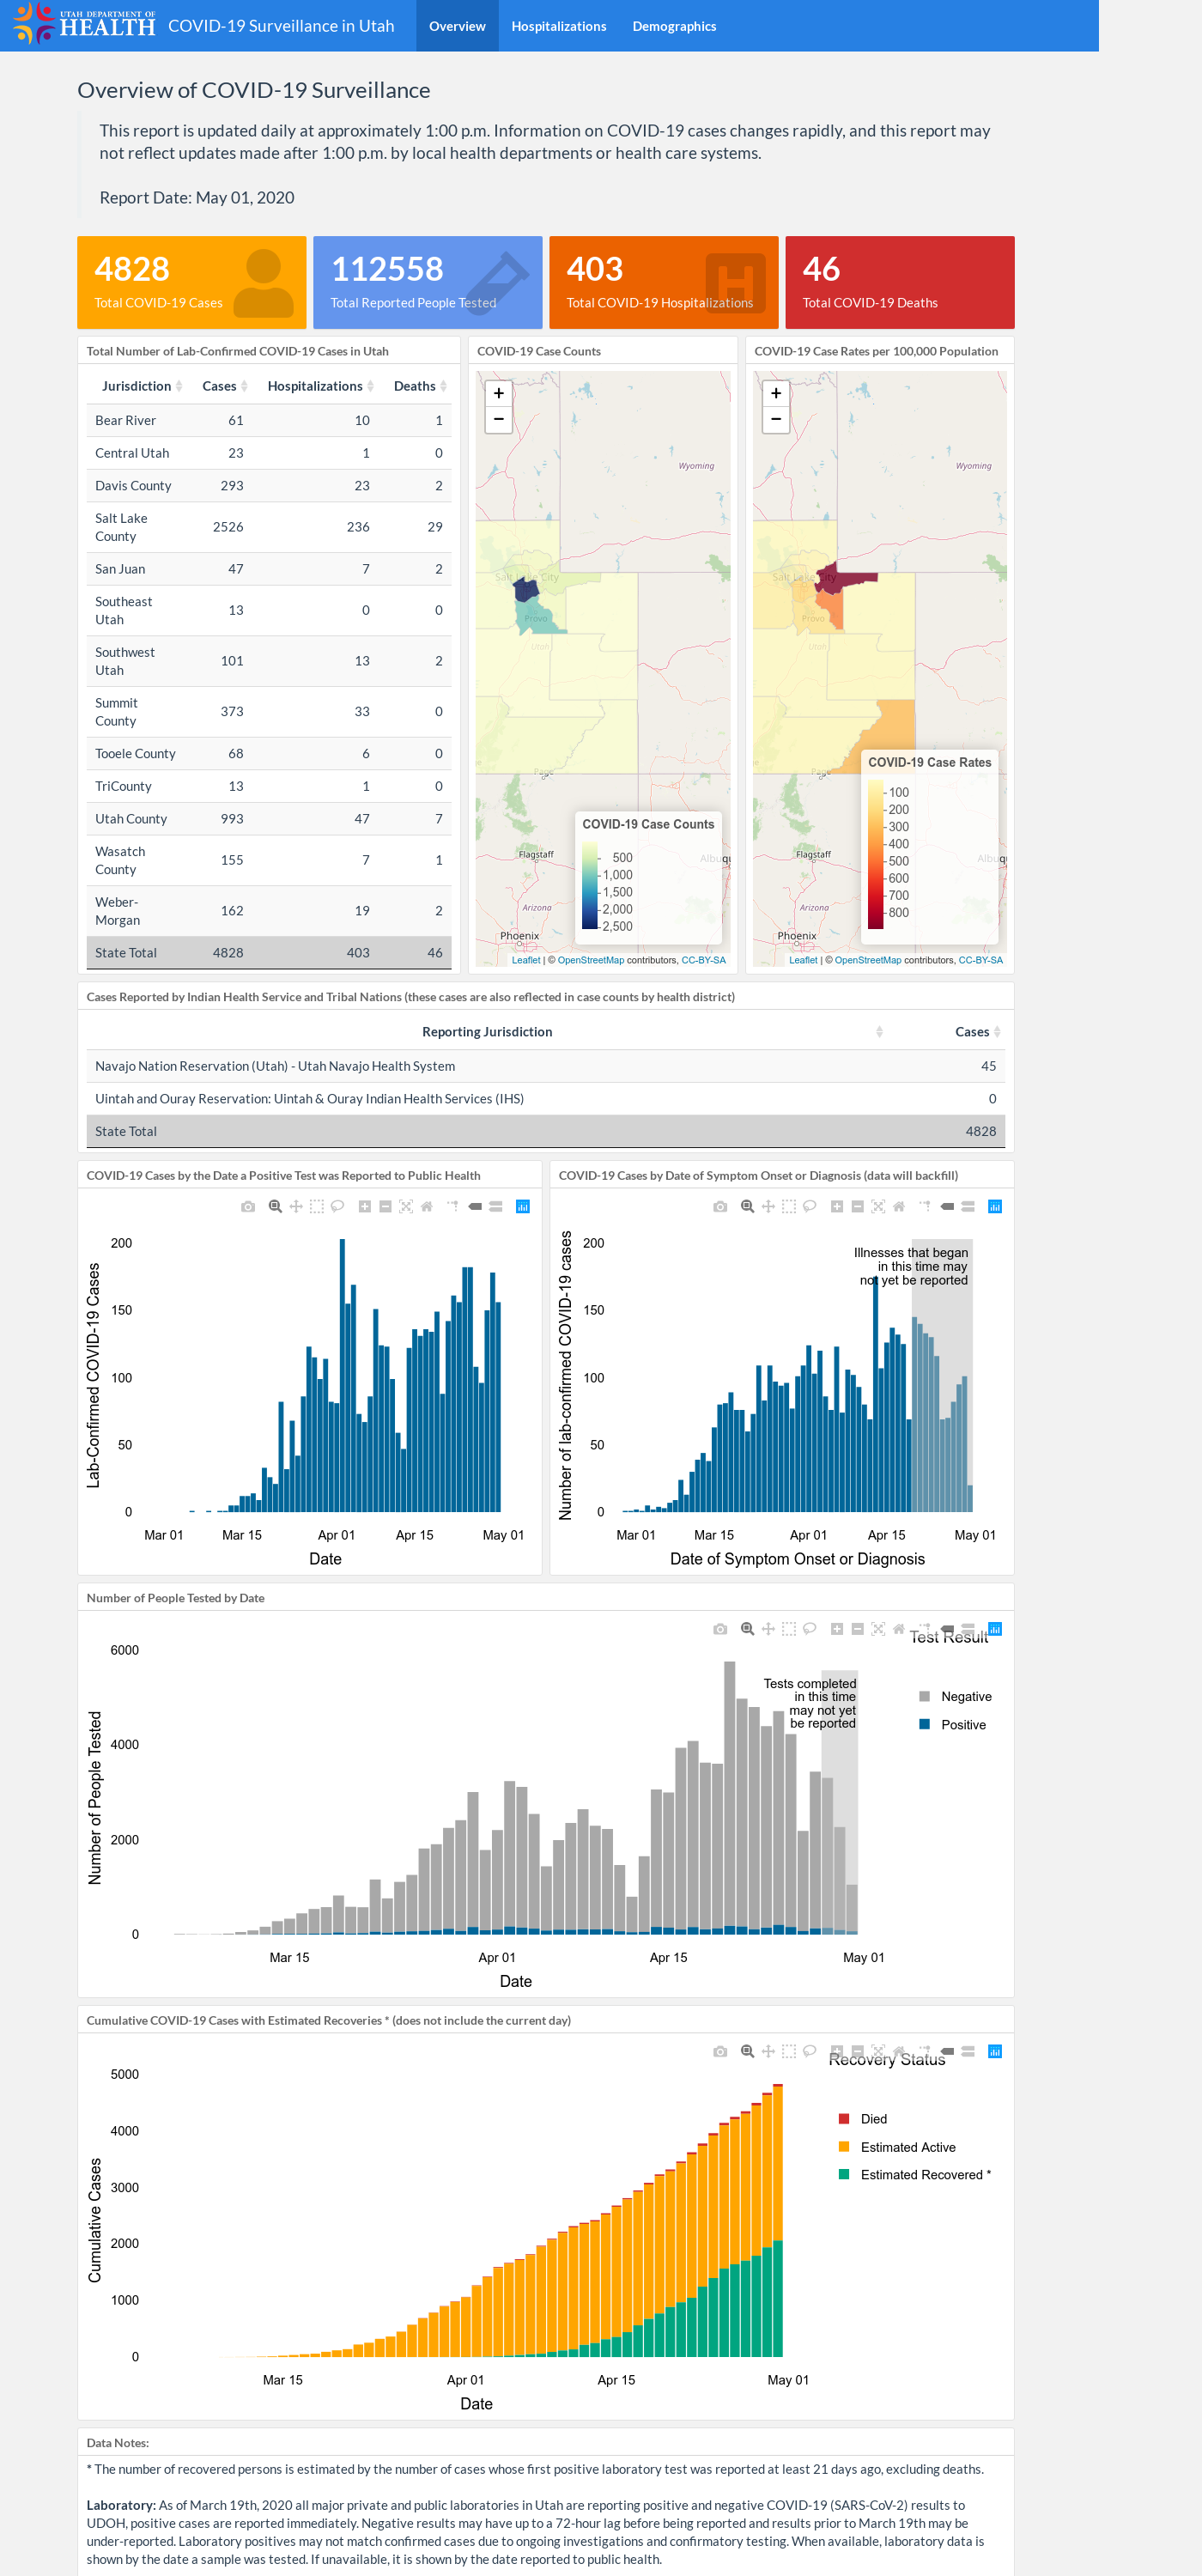 UTAH DEPARTMENT OF
HEALTH
COVID-19 Surveillance in Utah
Overview
Hospitalizations
Demographics
Overview of COVID-19 Surveillance
This report is updated daily at approximately 1:00 p.m. Information on COVID-19 cases changes rapidly, and this report may
not reflect updates made after 1:00 p.m. by local health departments or health care systems.
Report Date: May 01, 2020
4828
Total COVID-19 Cases
112558
Total Reported People Tested
403
Total COVID-19 Hospitalizations
46
Total COVID-19 Deaths
Total Number of Lab-Confirmed COVID-19 Cases in Utah
Jurisdiction Cases Hospitalizations Deaths
Bear River 61 10 1
Central Utah 23 1 0
Davis County 293 23 2
Salt Lake
County 2526 236 29
San Juan 47 7 2
Southeast
Utah 13 0 0
Southwest
Utah 101 13 2
Summit
County 373 33 0
Tooele County 68 6 0
TriCounty 13 1 0
Utah County 993 47 7
Wasatch
County 155 7 1
Weber-
Morgan 162 19 2
State Total 4828 403 46
COVID-19 Case Counts
+
−
Wyoming
Salt Lake City
Provo
Utah
Page
Flagstaff
Arizona
Phoenix
COVID-19 Case Counts
500
1,000
1,500
2,000
2,500
Leaflet | © OpenStreetMap contributors, CC-BY-SA
COVID-19 Case Rates per 100,000 Population
+
−
Wyoming
Salt Lake City
Provo
Utah
Page
Flagstaff
Arizona
Phoenix
COVID-19 Case Rates
100
200
300
400
500
600
700
800
Leaflet | © OpenStreetMap contributors, CC-BY-SA
Cases Reported by Indian Health Service and Tribal Nations (these cases are also reflected in case counts by health district)
Reporting Jurisdiction Cases
Navajo Nation Reservation (Utah) - Utah Navajo Health System 45
Uintah and Ouray Reservation: Uintah & Ouray Indian Health Services (IHS) 0
State Total 4828
COVID-19 Cases by the Date a Positive Test was Reported to Public Health
Lab-Confirmed COVID-19 Cases
200
150
100
50
0
Mar 01 Mar 15 Apr 01 Apr 15 May 01
Date
COVID-19 Cases by Date of Symptom Onset or Diagnosis (data will backfill)
Number of lab-confirmed COVID-19 cases
200
150
100
50
0
Illnesses that began
in this time may
not yet be reported
Mar 01 Mar 15 Apr 01 Apr 15 May 01
Date of Symptom Onset or Diagnosis
Number of People Tested by Date
Number of People Tested
6000
4000
2000
0
Tests completed
in this time
may not yet
be reported
Test Result
Negative
Positive
Mar 15 Apr 01 Apr 15 May 01
Date
Cumulative COVID-19 Cases with Estimated Recoveries * (does not include the current day)
Cumulative Cases
5000
4000
3000
2000
1000
0
Recovery Status
Died
Estimated Active
Estimated Recovered *
Mar 15 Apr 01 Apr 15 May 01
Date
Data Notes:
* The number of recovered persons is estimated by the number of cases whose first positive laboratory test was reported at least 21 days ago, excluding deaths.
Laboratory: As of March 19th, 2020 all major private and public laboratories in Utah are reporting positive and negative COVID-19 (SARS-CoV-2) results to
UDOH, positive cases are reported immediately. Negative results may have up to a 72-hour lag before being reported and results prior to March 19th may be
under-reported. Laboratory positives may not match confirmed cases due to ongoing investigations and confirmatory testing. When available, laboratory data is
shown by the date a sample was tested. If unavailable, it is shown by the date reported to public health.